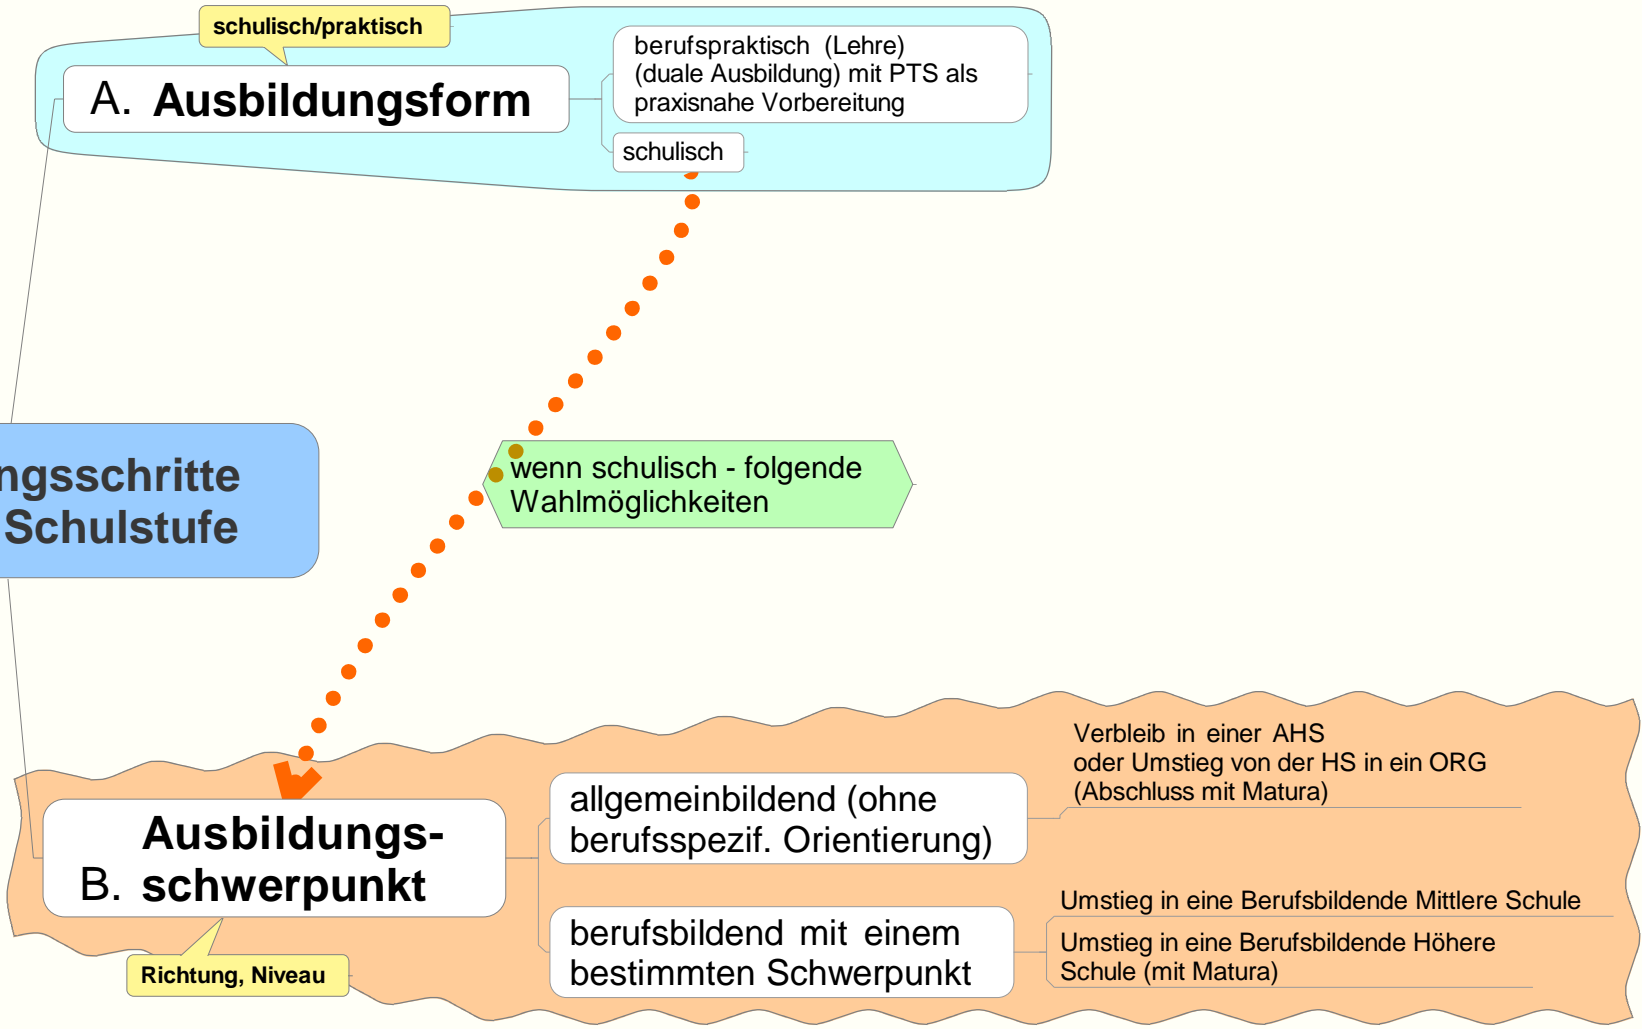 schulisch/praktisch
A. Ausbildungsform
berufspraktisch (Lehre)
(duale Ausbildung) mit PTS als
praxisnahe Vorbereitung
schulisch
wenn schulisch - folgende
Wahlmöglichkeiten
ngsschritte
Schulstufe
Ausbildungs-
B. schwerpunkt
Richtung, Niveau
allgemeinbildend (ohne
berufsspezif. Orientierung)
Verbleib in einer AHS
oder Umstieg von der HS in ein ORG
(Abschluss mit Matura)
berufsbildend mit einem
bestimmten Schwerpunkt
Umstieg in eine Berufsbildende Mittlere Schule
Umstieg in eine Berufsbildende Höhere
Schule (mit Matura)